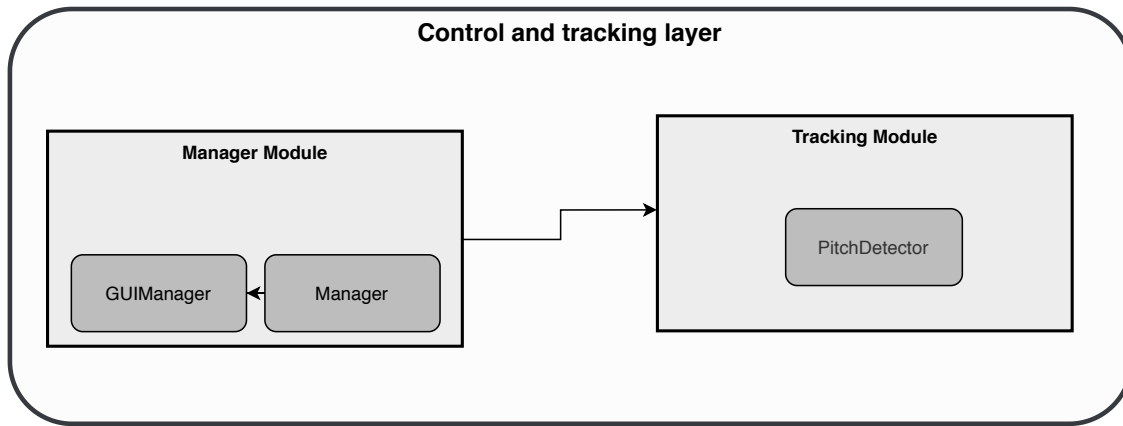 Control and tracking layer
Manager Module
GUIManager
Manager
Tracking Module
PitchDetector